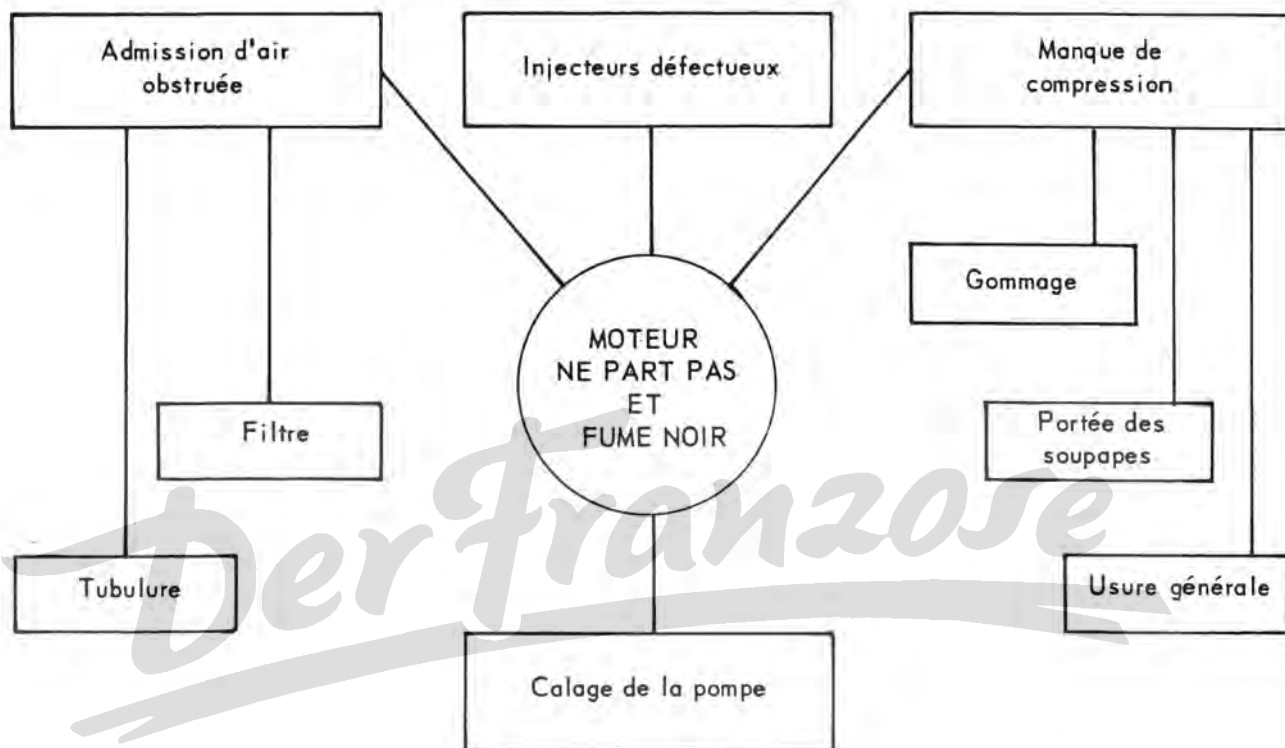 Admission d'air
obstruée
Injecteurs défectueux
Manque de
compression
Gommage
MOTEUR
NE PART PAS
ET
FUME NOIR
Filtre
Portée des
soupapes
Tubulure
Usure générale
Calage de la pompe
Der Franzose